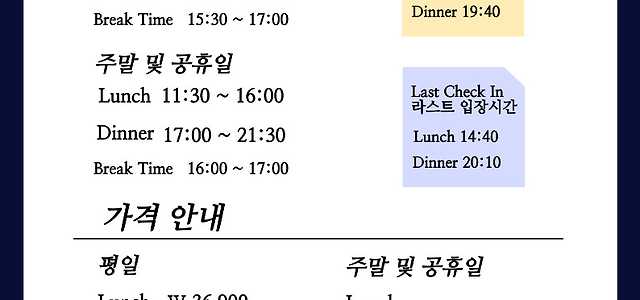 Dinner 19:40
Break Time 15:30 ~ 17:00
주말 및 공휴일
Lunch 11:30 ~ 16:00
Dinner 17:00 ~ 21:30
Break Time 16:00 ~ 17:00
Last Check In
라스트 입장시간
Lunch 14:40
Dinner 20:10
가격 안내
평일
주말 및 공휴일
Lunch W 36,900
Lunch